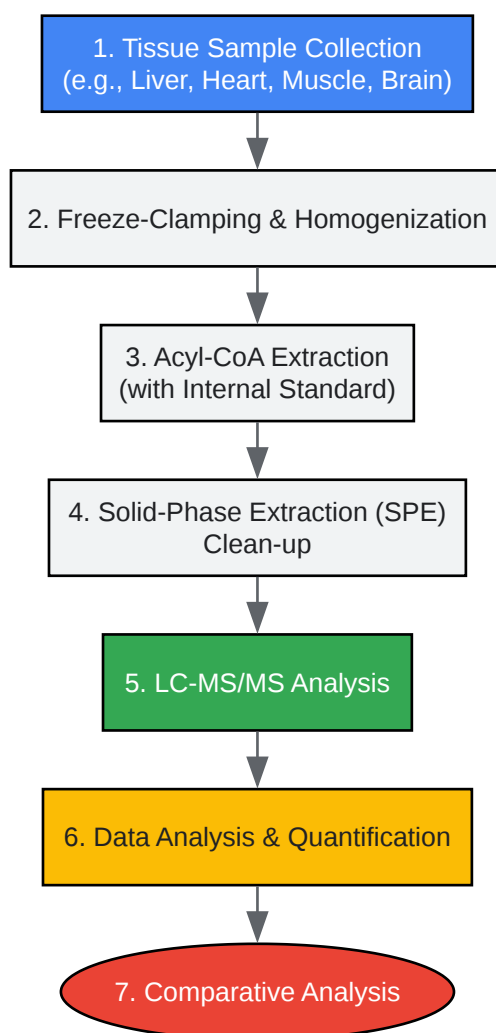 1. Tissue Sample Collection
(e.g., Liver, Heart, Muscle, Brain)
2. Freeze-Clamping & Homogenization
3. Acyl-CoA Extraction
(with Internal Standard)
4. Solid-Phase Extraction (SPE)
Clean-up
5. LC-MS/MS Analysis
6. Data Analysis & Quantification
7. Comparative Analysis